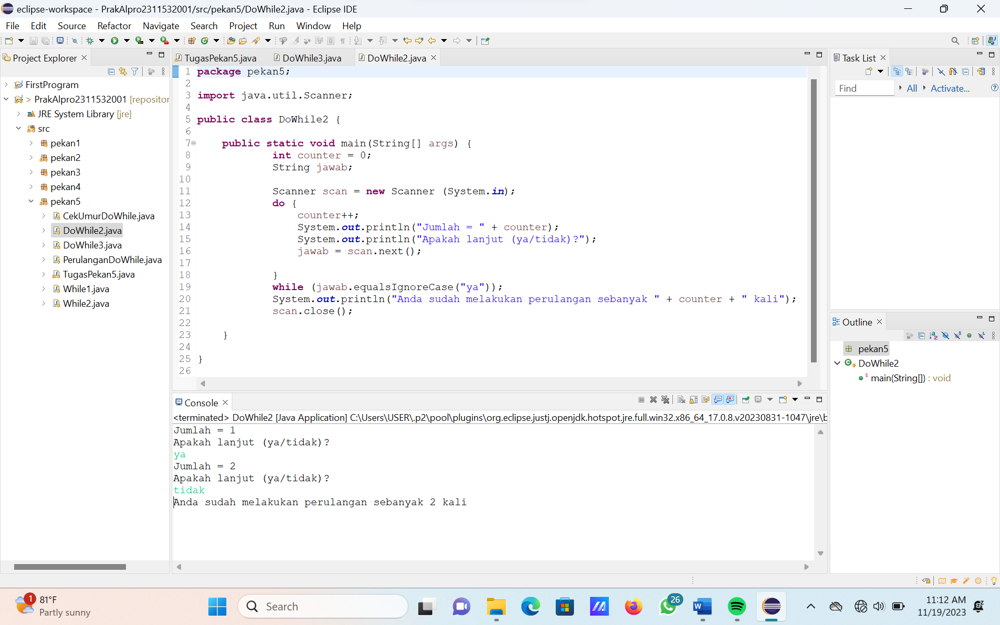 eclipse-workspace - PrakAlpro2311532001/src/pekan5/DoWhile2.java - Eclipse IDE
File Edit Source Refactor Navigate Search Project Run Window Help
Project Explorer
FirstProgram
> PrakAlpro2311532001 [repositor
JRE System Library [jre]
src
pekan1
pekan2
pekan3
pekan4
pekan5
CekUmurDoWhile.java
DoWhile2.java
DoWhile3.java
PerulanganDoWhile.java
TugasPekan5.java
While1.java
While2.java
TugasPekan5.java DoWhile3.java DoWhile2.java
1 package pekan5;
2
3 import java.util.Scanner;
4
5 public class DoWhile2 {
6
7 public static void main(String[] args) {
8 int counter = 0;
9 String jawab;
10
11 Scanner scan = new Scanner (System.in);
12 do {
13 counter++;
14 System.out.println("Jumlah = " + counter);
15 System.out.println("Apakah lanjut (ya/tidak)?");
16 jawab = scan.next();
17
18 }
19 while (jawab.equalsIgnoreCase("ya"));
20 System.out.println("Anda sudah melakukan perulangan sebanyak " + counter + " kali");
21 scan.close();
22
23 }
24
25 }
26
Console
<terminated> DoWhile2 [Java Application] C:\Users\USER\.p2\pool\plugins\org.eclipse.justj.openjdk.hotspot.jre.full.win32.x86_64_17.0.8.v20230831-1047\jre\b
Jumlah = 1
Apakah lanjut (ya/tidak)?
ya
Jumlah = 2
Apakah lanjut (ya/tidak)?
tidak
Anda sudah melakukan perulangan sebanyak 2 kali
Task List
Find All Activate...
Outline
pekan5
DoWhile2
main(String[]) : void
1
81°F
Partly sunny
Search
26
11:12 AM
11/19/2023